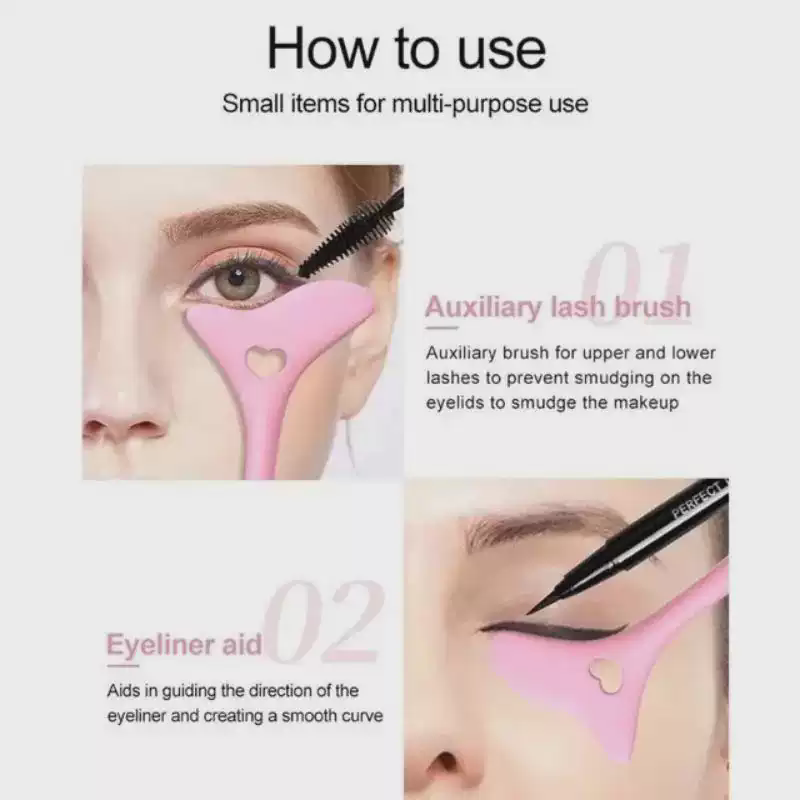 How to use
Small items for multi-purpose use
01
Auxiliary lash brush
Auxiliary brush for upper and lower
lashes to prevent smudging on the
eyelids to smudge the makeup
PERFECT
02
Eyeliner aid
Aids in guiding the direction of the
eyeliner and creating a smooth curve